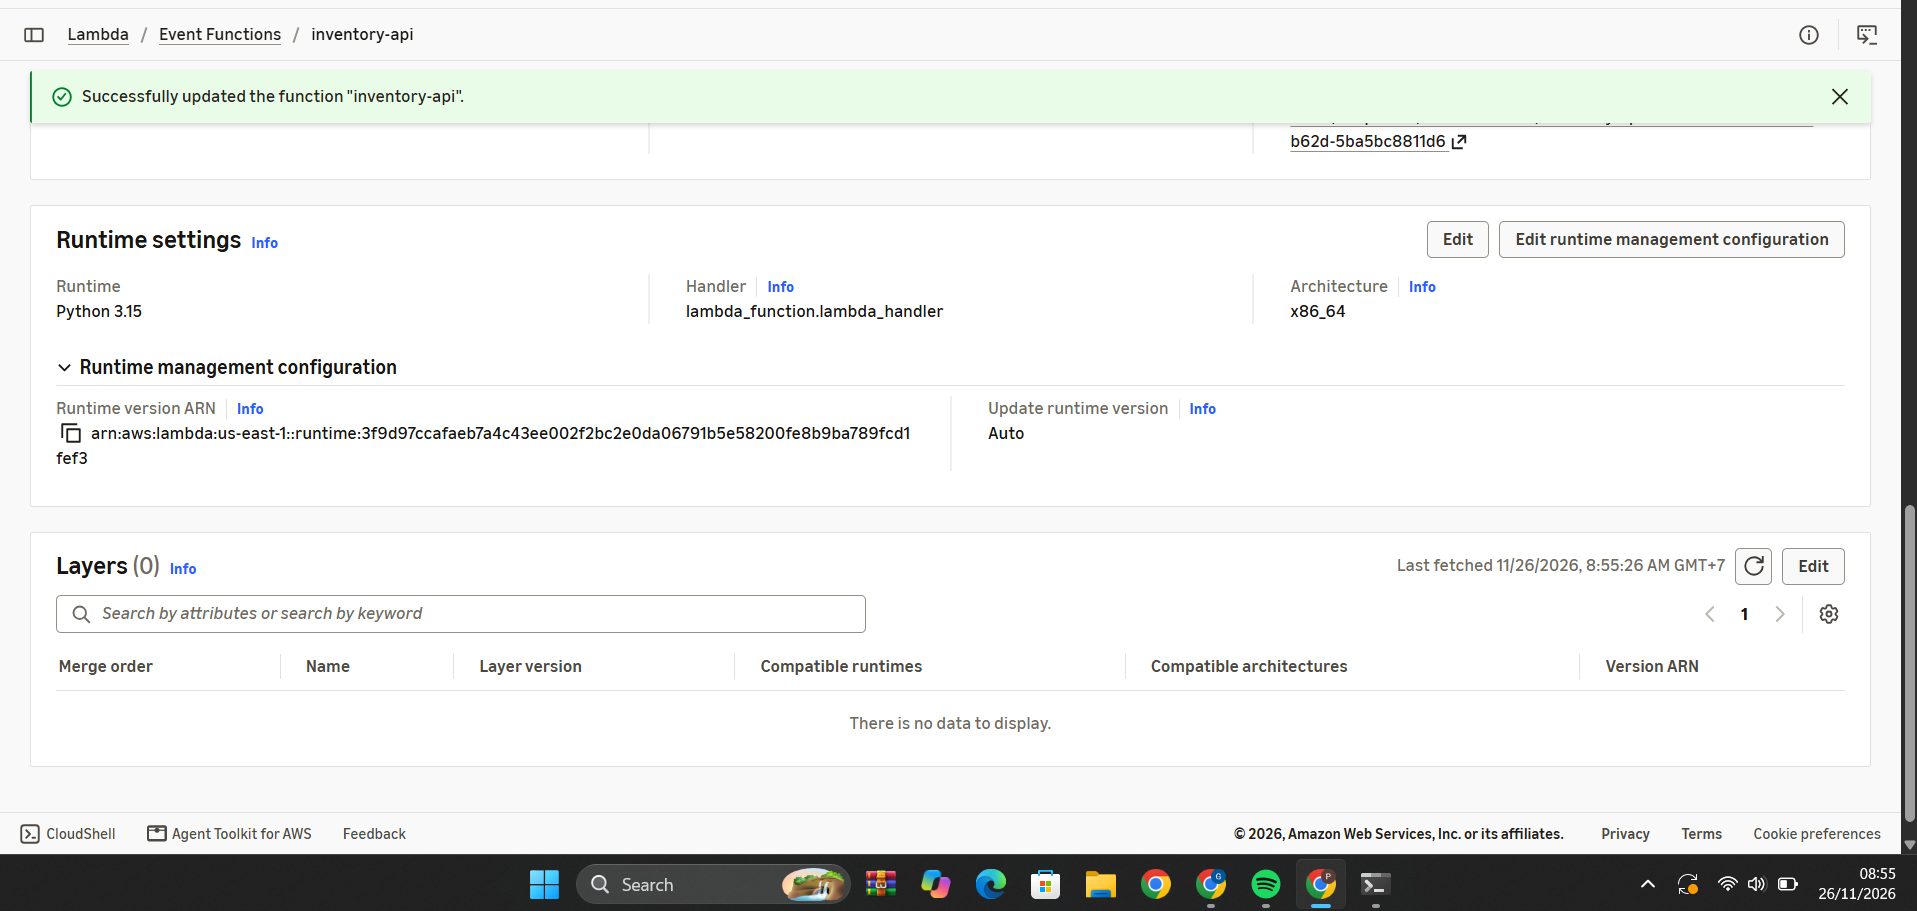 Lambda / Event Functions / inventory-api
Successfully updated the function "inventory-api".
b62d-5ba5bc8811d6
Runtime settings Info
Edit
Edit runtime management configuration
Runtime
Python 3.15
Handler Info
lambda_function.lambda_handler
Architecture Info
x86_64
Runtime management configuration
Runtime version ARN Info
arn:aws:lambda:us-east-1::runtime:3f9d97ccafaeb7a4c43ee002f2bc2e0da06791b5e58200fe8b9ba789fcd1
fef3
Update runtime version Info
Auto
Layers (0) Info
Last fetched 11/26/2026, 8:55:26 AM GMT+7
Edit
Search by attributes or search by keyword
1
Merge order Name Layer version Compatible runtimes Compatible architectures Version ARN
There is no data to display.
CloudShell Agent Toolkit for AWS Feedback
© 2026, Amazon Web Services, Inc. or its affiliates. Privacy Terms Cookie preferences
Search
G
P
08:55
26/11/2026